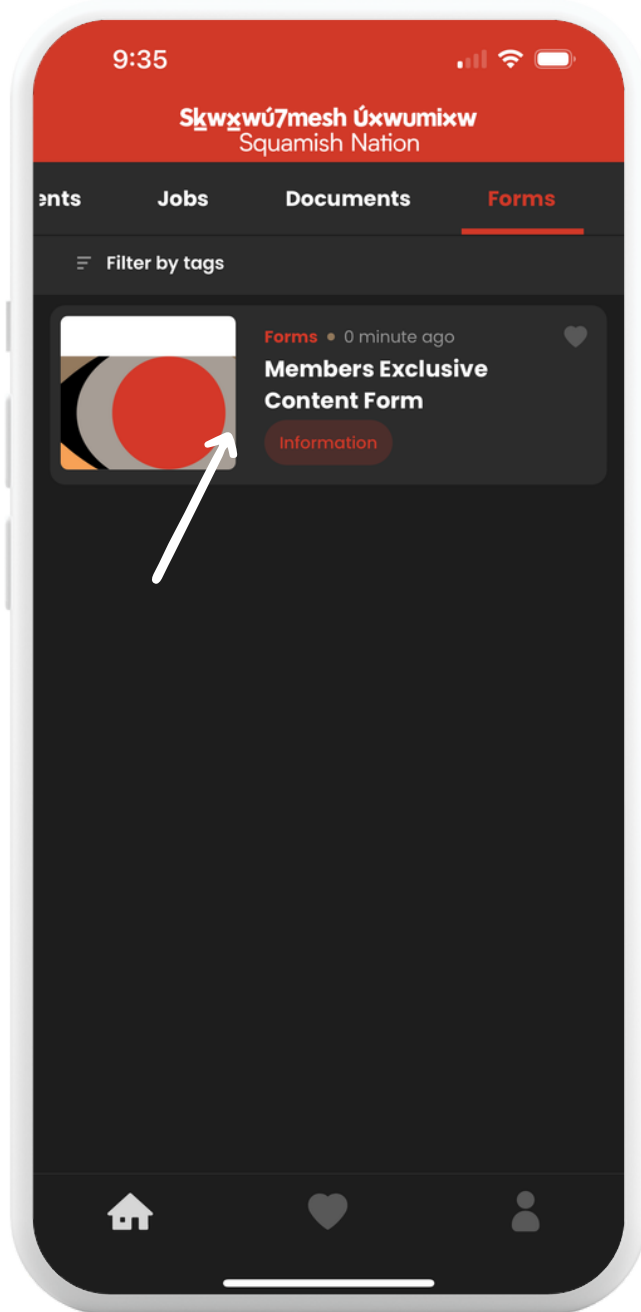 9:35
Sḵwx̱wú7mesh Úxwumixw
Squamish Nation
ents Jobs Documents Forms
Filter by tags
Forms • 0 minute ago
Members Exclusive
Content Form
Information